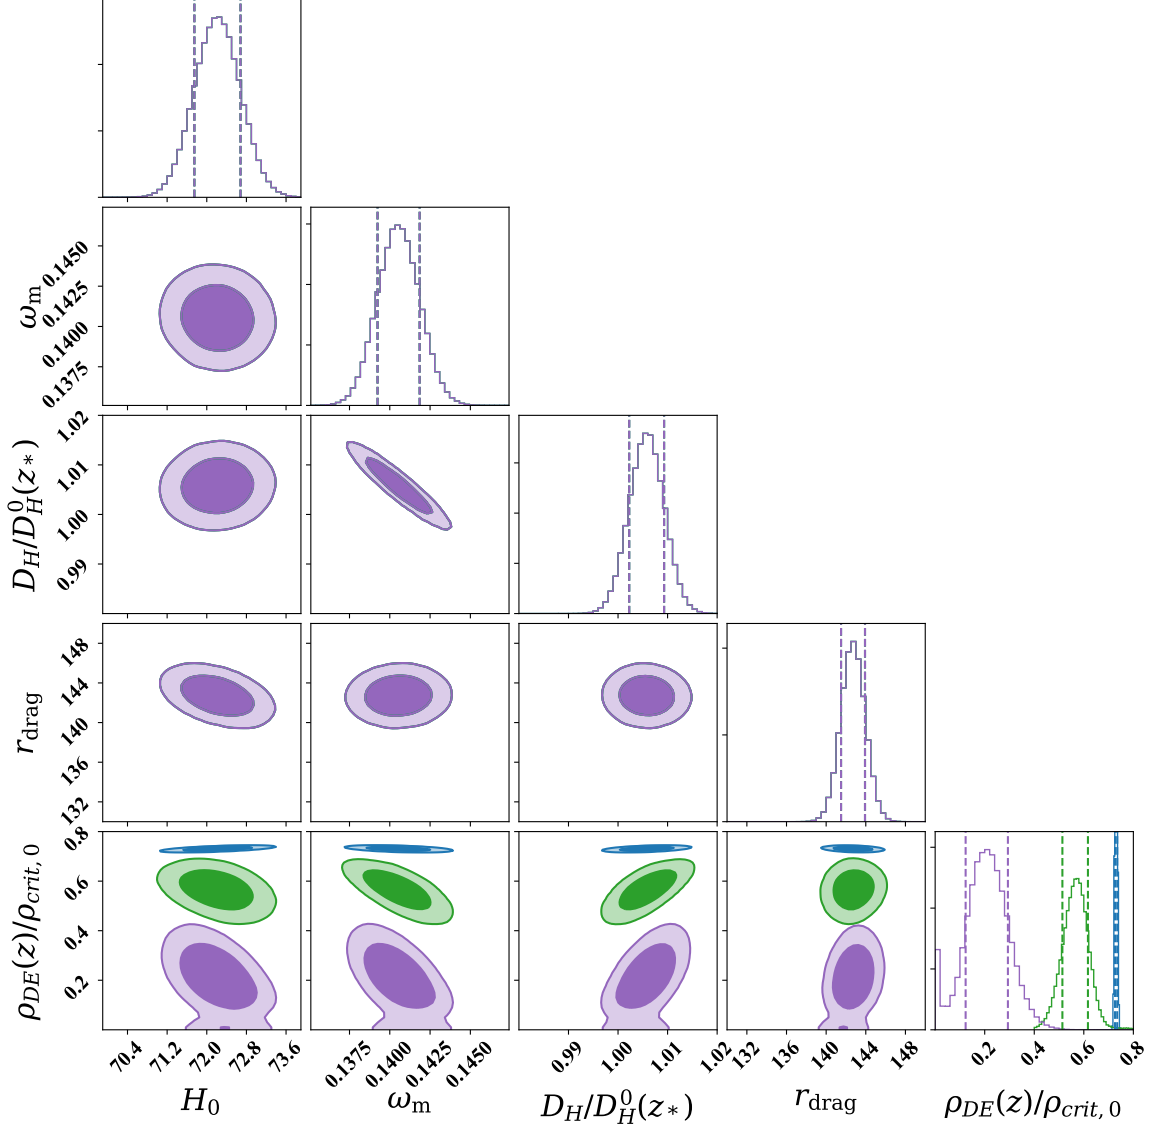 ωm
0.1450
0.1425
0.1400
0.1375
D_H/D_H^0(z_*)
1.02
1.01
1.00
0.99
r_drag
148
144
140
136
132
ρ_DE(z)/ρ_crit, 0
0.8
0.6
0.4
0.2
70.4 71.2 72.0 72.8 73.6 0.1375 0.1400 0.1425 0.1450 0.99 1.00 1.01 1.02 132 136 140 144 148 0.2 0.4 0.6 0.8
H_0 ω_m D_H/D_H^0(z_*) r_drag ρ_DE(z)/ρ_crit, 0